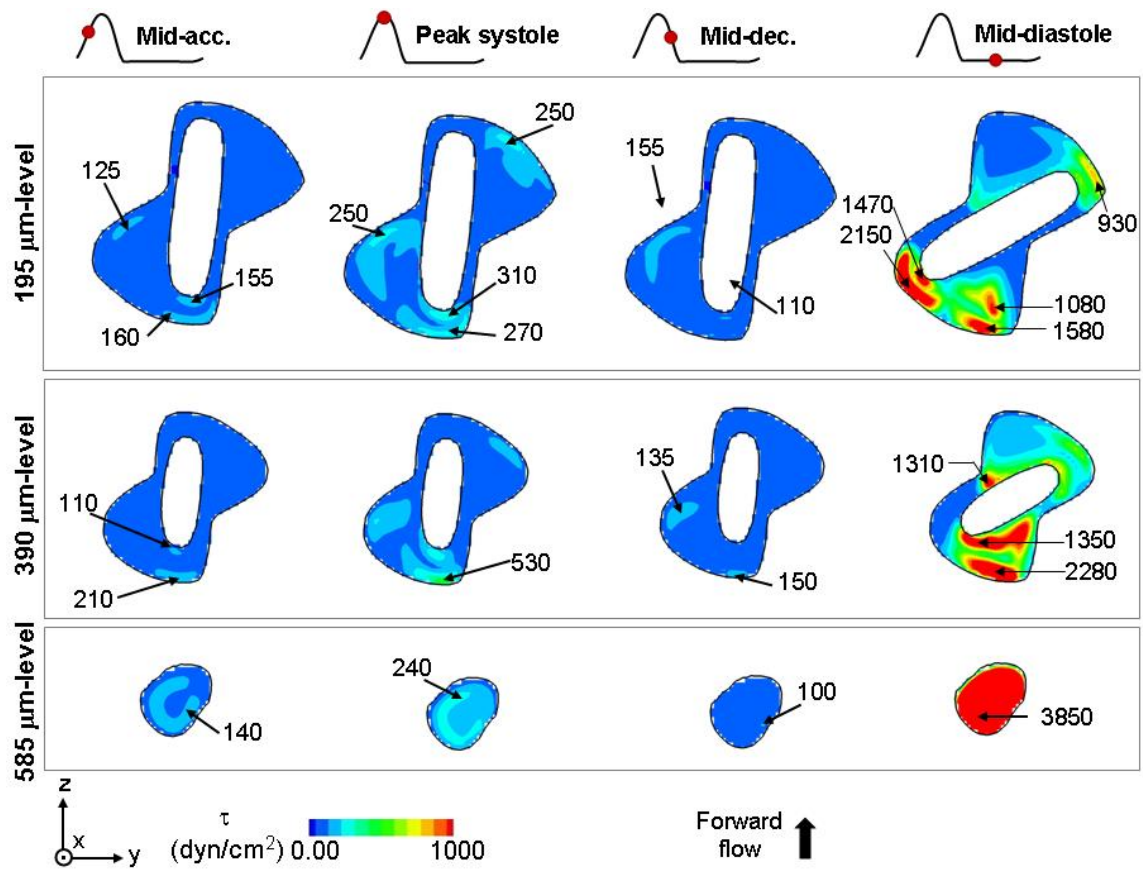 Mid-acc.
Peak systole
Mid-dec.
Mid-diastole
195 µm-level
125
155
160
250
250
310
270
155
110
1470
2150
930
1080
1580
390 µm-level
110
210
530
135
150
1310
1350
2280
585 µm-level
140
240
100
3850
z
x
y
τ
(dyn/cm²) 0.00 1000
Forward
flow